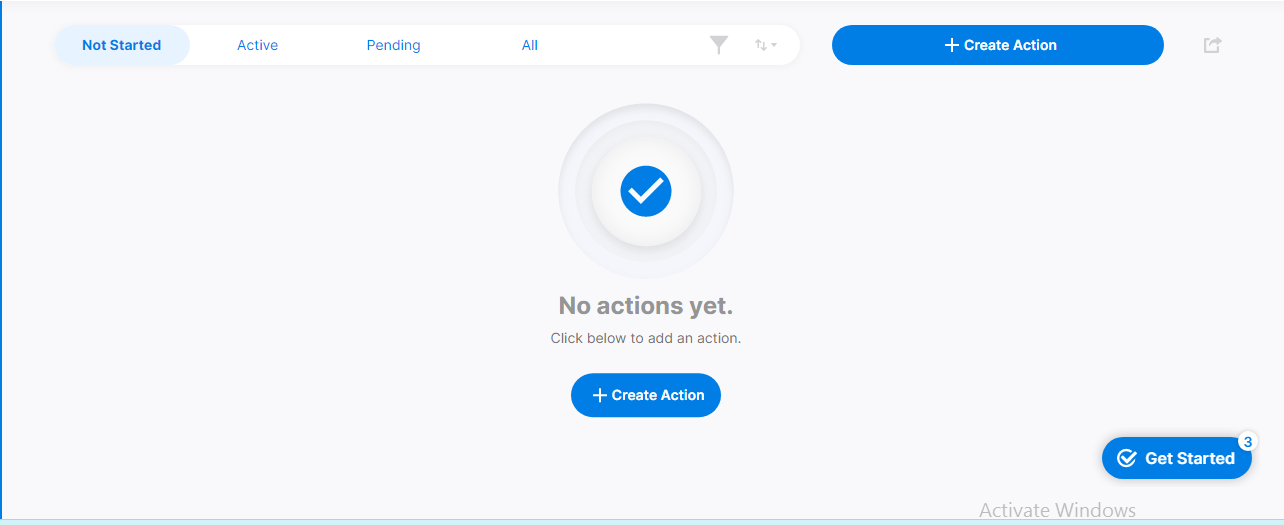 Not Started Active Pending All + Create Action
No actions yet.
Click below to add an action.
+ Create Action
3
Get Started
Activate Windows